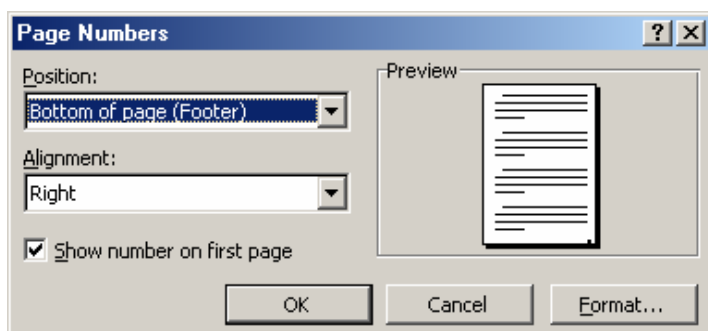 Page Numbers
Position:
Bottom of page (Footer)
Alignment:
Right
Show number on first page
Preview
OK
Cancel
Format...